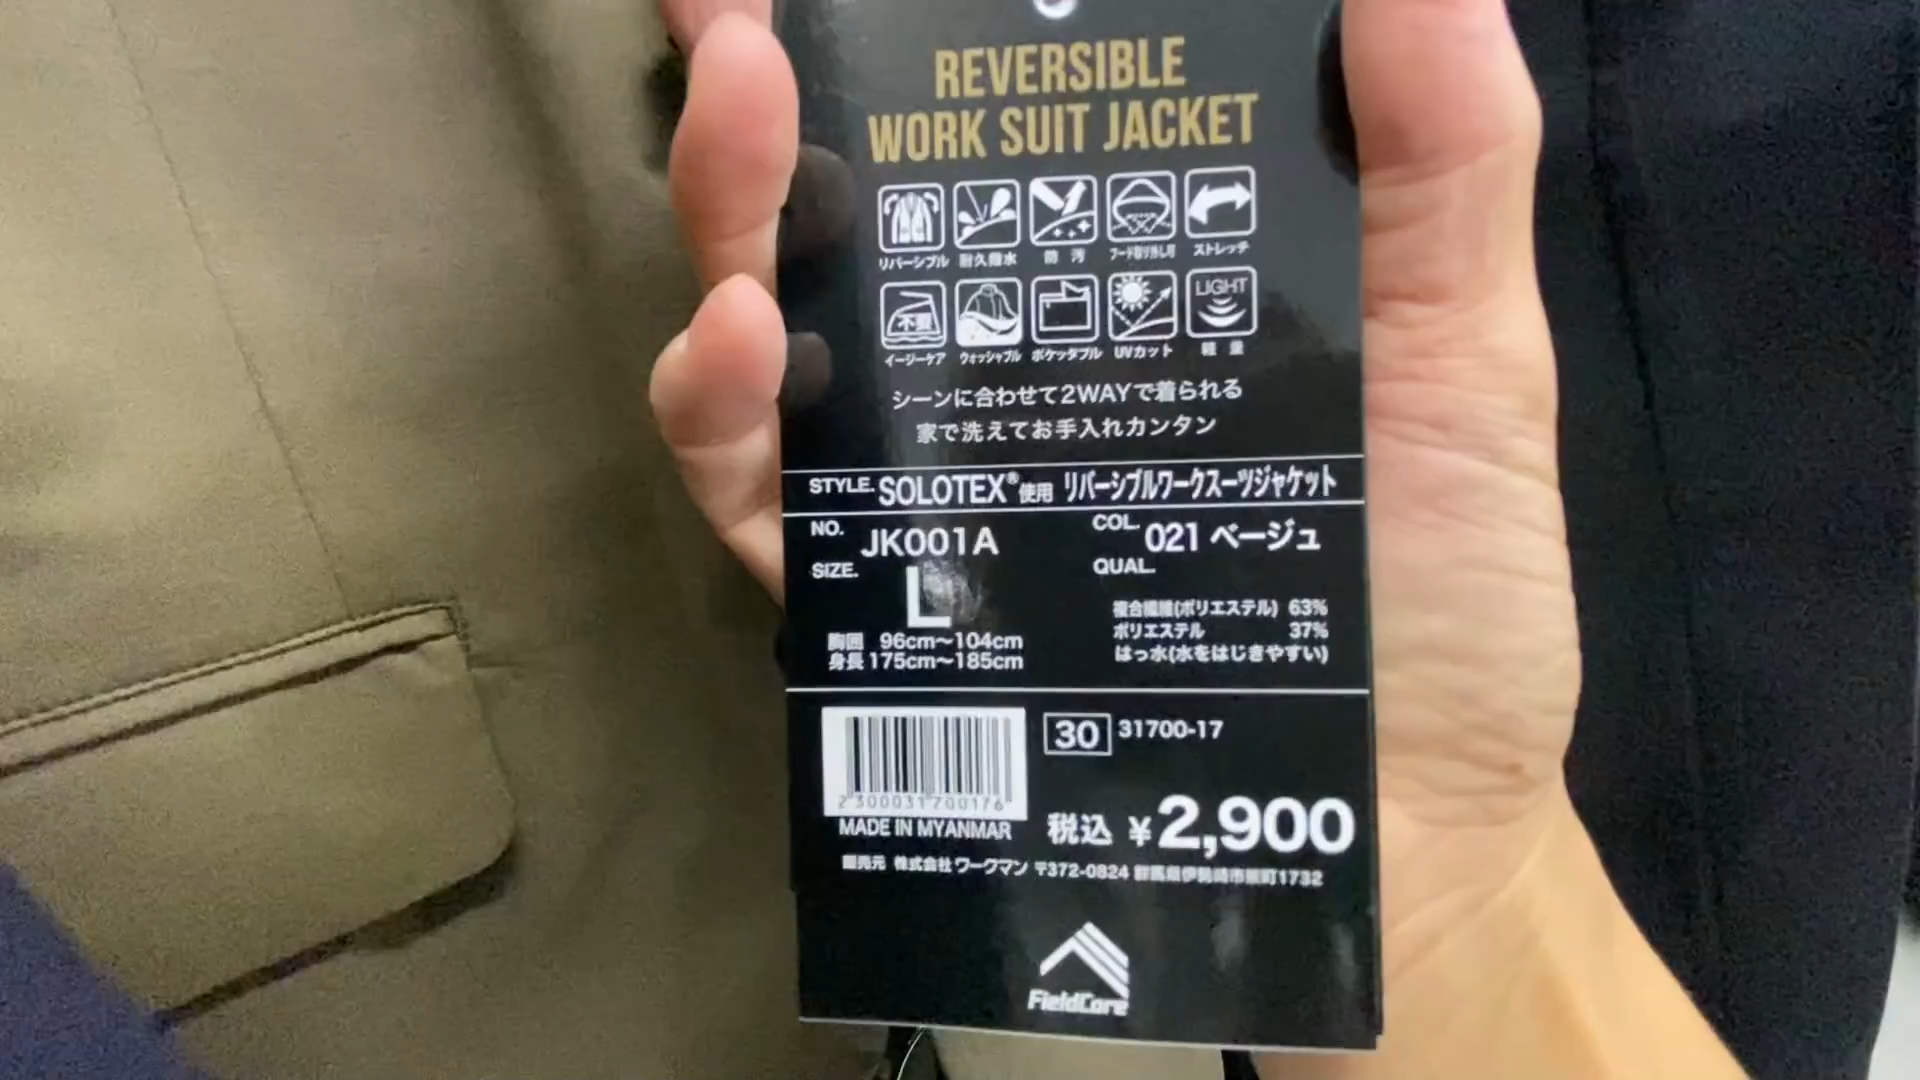 REVERSIBLE
WORK SUIT JACKET
リバーシブル 耐久撥水 防汚 フード取り外し可 ストレッチ
LIGHT
不要
イージーケア ウォッシャブル ポケッタブル UVカット 軽量
シーンに合わせて2WAYで着られる
家で洗えてお手入れカンタン
STYLE. SOLOTEX®使用 リバーシブルワークスーツジャケット
NO. JK001A COL. 021 ベージュ
SIZE. L QUAL.
複合繊維(ポリエステル) 63%
ポリエステル 37%
はっ水(水をはじきやすい)
胸囲 96cm～104cm
身長 175cm～185cm
30 31700-17
2 300031700176
MADE IN MYANMAR
税込 ¥2,900
販売元 株式会社ワークマン 〒372-0824 群馬県伊勢崎市柴町1732
FieldCore